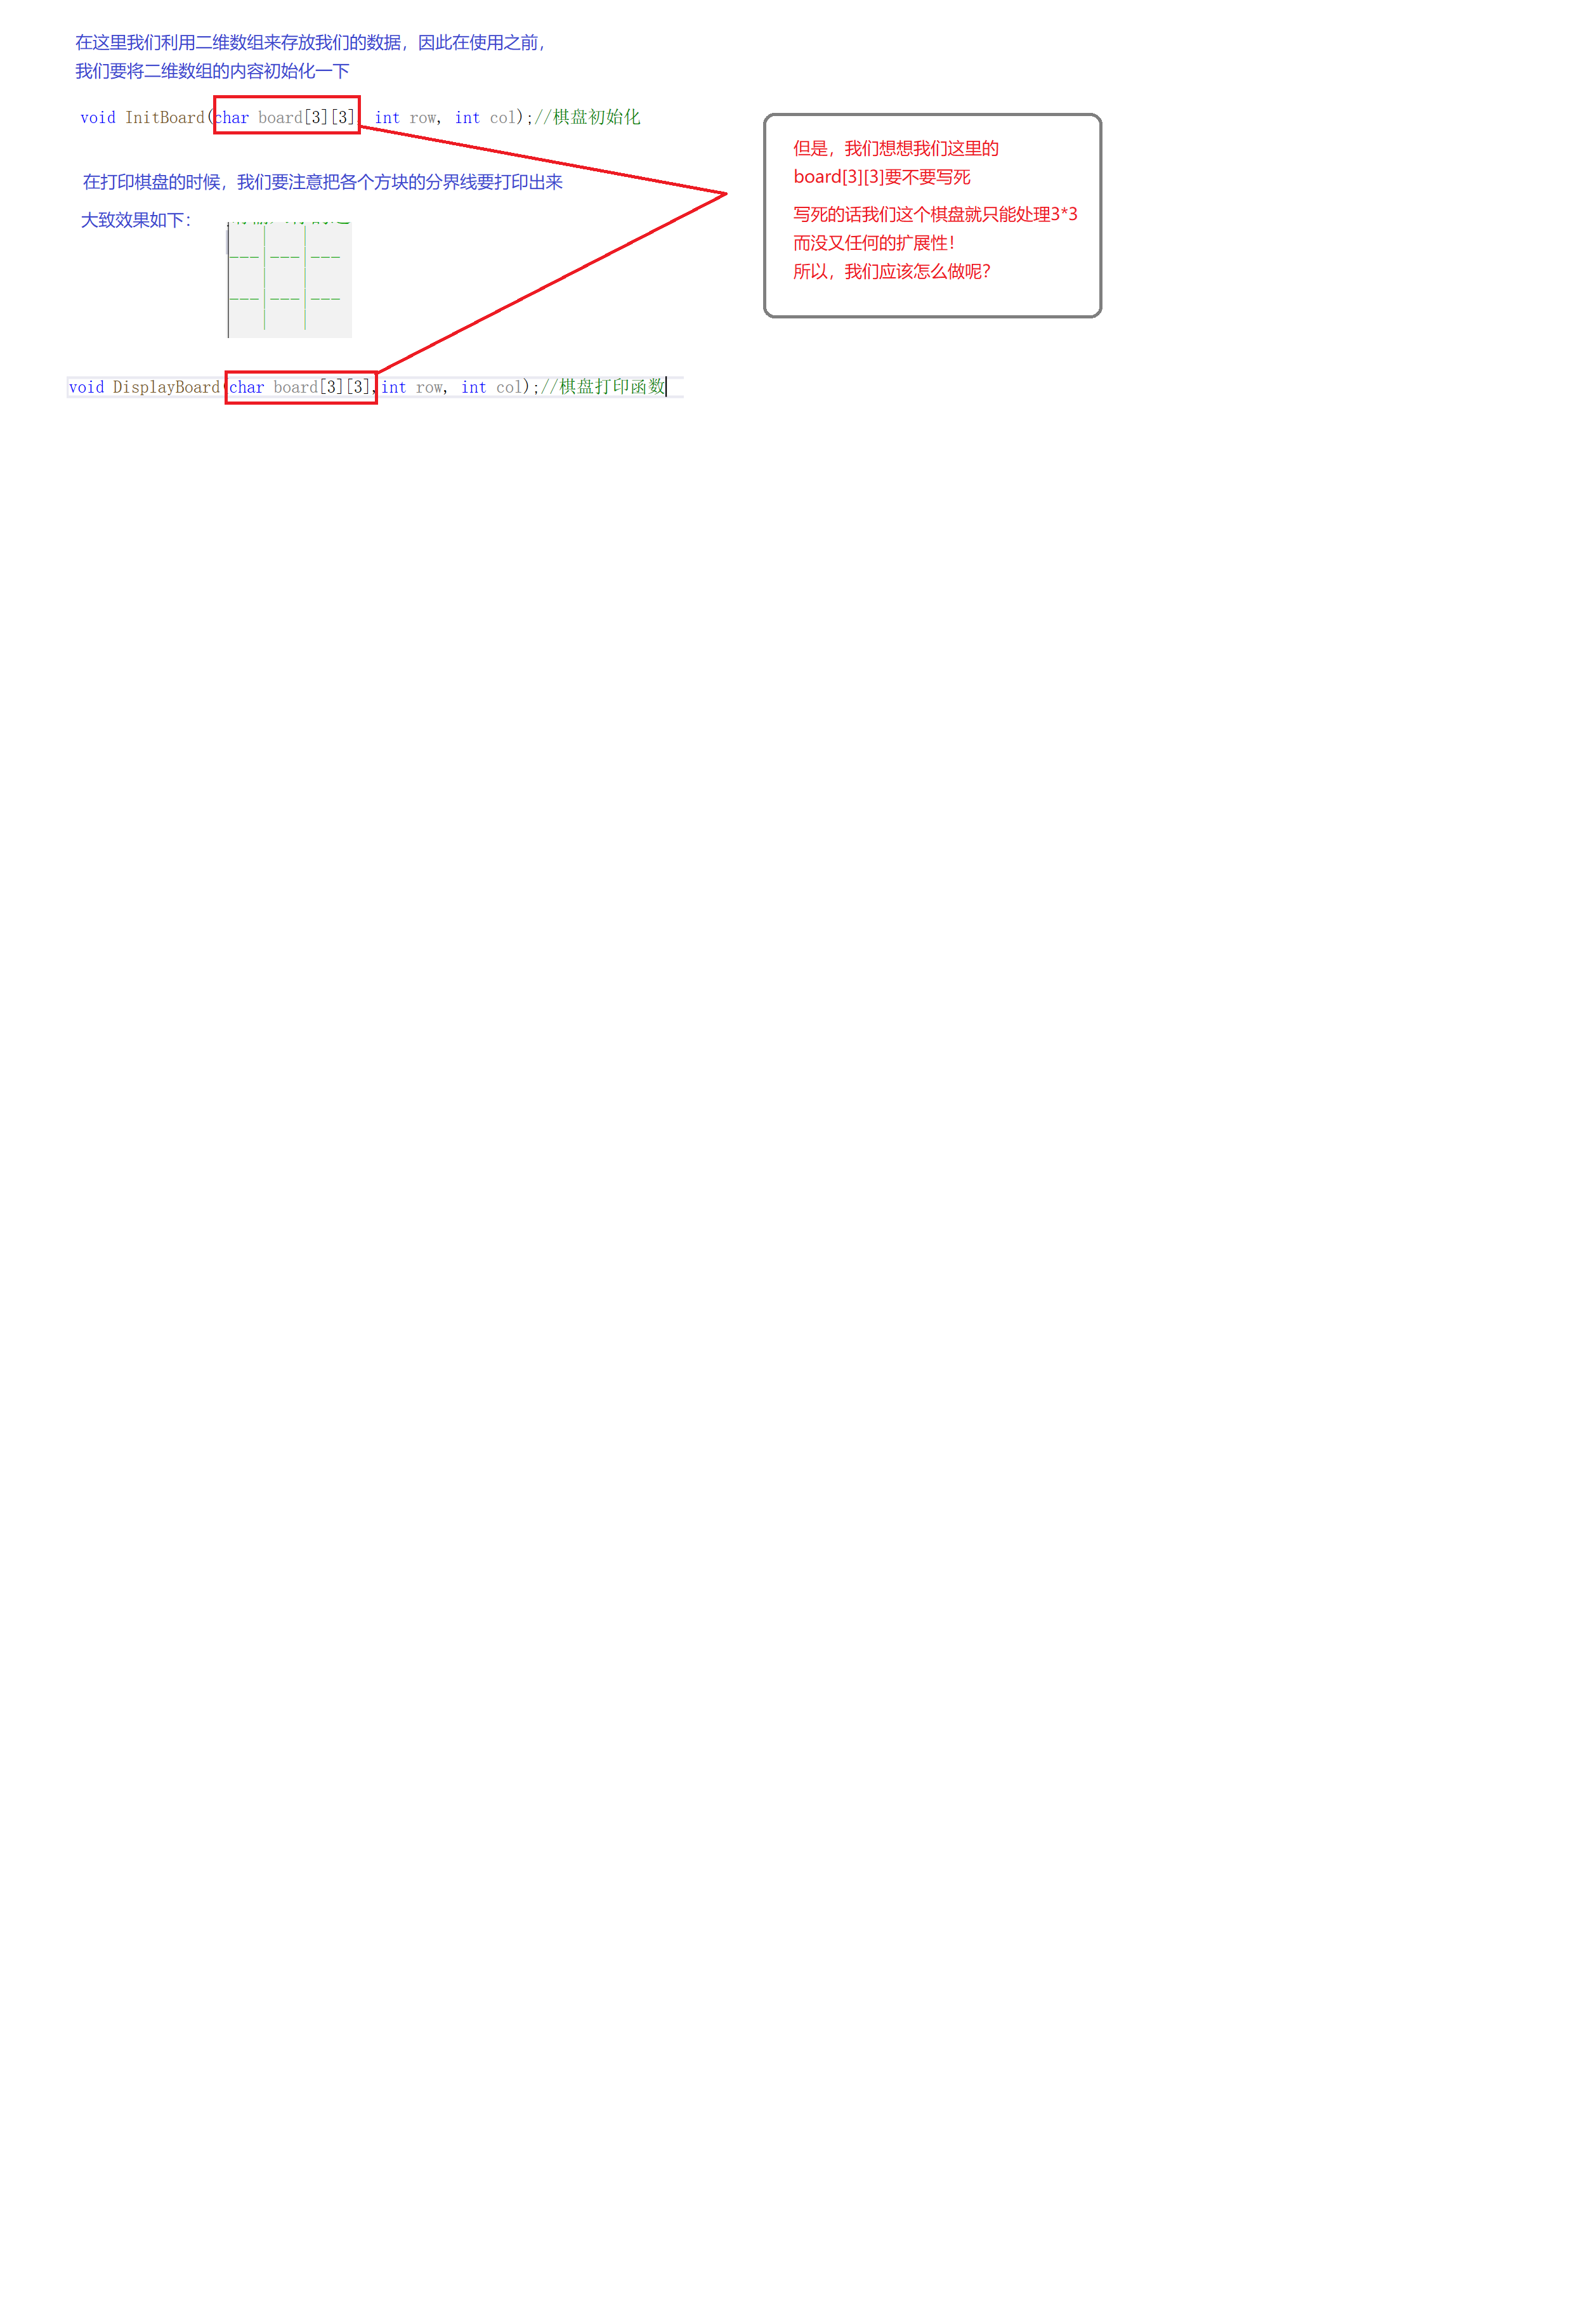 在这里我们利用二维数组来存放我们的数据，因此在使用之前，
我们要将二维数组的内容初始化一下
void InitBoard(char board[3][3], int row, int col);//棋盘初始化
在打印棋盘的时候，我们要注意把各个方块的分界线要打印出来
大致效果如下：
---|---|---
---|---|---
void DisplayBoard(char board[3][3],int row, int col);//棋盘打印函数
但是，我们想想我们这里的
board[3][3]要不要写死
写死的话我们这个棋盘就只能处理3*3
而没又任何的扩展性！
所以，我们应该怎么做呢？